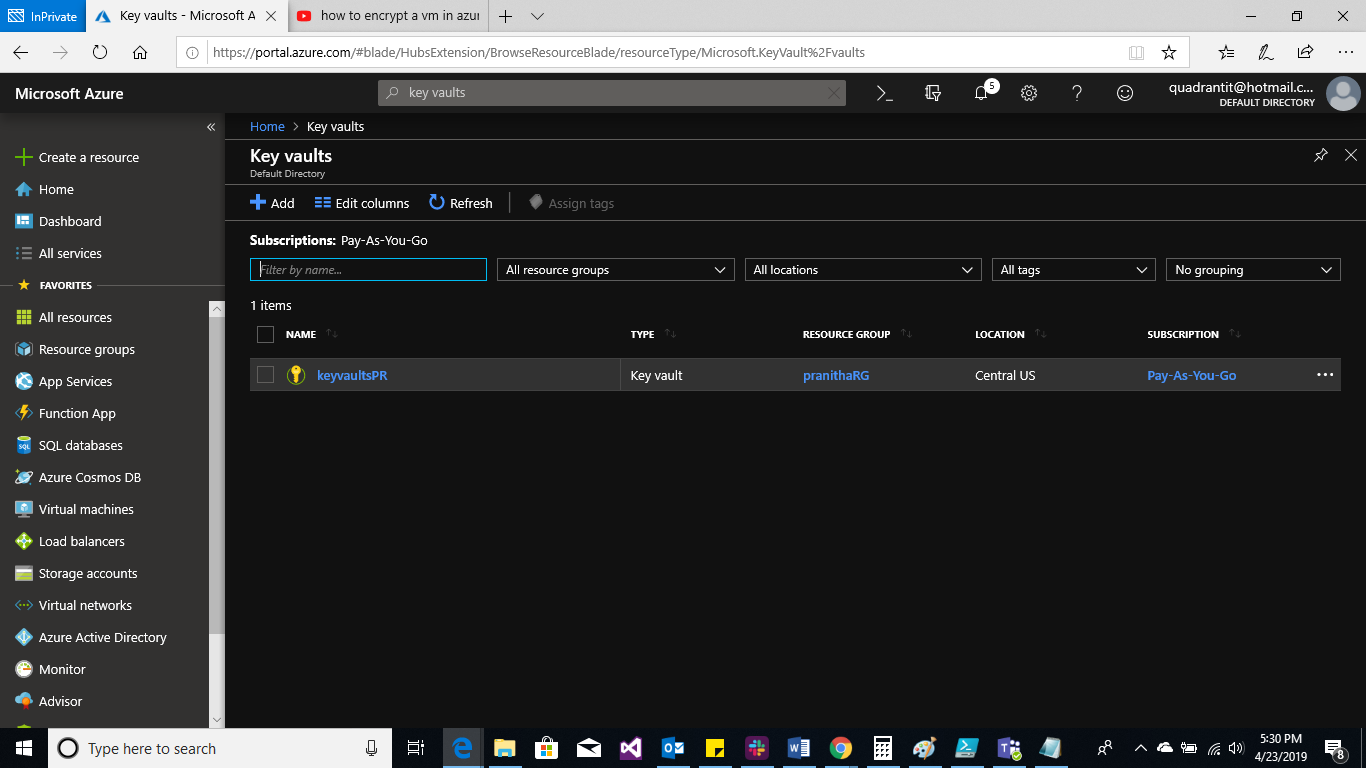 InPrivate
Key vaults - Microsoft A
how to encrypt a vm in azur
https://portal.azure.com/#blade/HubsExtension/BrowseResourceBlade/resourceType/Microsoft.KeyVault%2Fvaults
Microsoft Azure
key vaults
5
quadrantit@hotmail.c...
DEFAULT DIRECTORY
Create a resource
Home
Dashboard
All services
FAVORITES
All resources
Resource groups
App Services
Function App
SQL databases
Azure Cosmos DB
Virtual machines
Load balancers
Storage accounts
Virtual networks
Azure Active Directory
Monitor
Advisor
Home > Key vaults
Key vaults
Default Directory
Add Edit columns Refresh Assign tags
Subscriptions: Pay-As-You-Go
Filter by name... All resource groups All locations All tags No grouping
1 items
NAME TYPE RESOURCE GROUP LOCATION SUBSCRIPTION
keyvaultsPR Key vault pranithaRG Central US Pay-As-You-Go
Type here to search
5:30 PM
4/23/2019
8